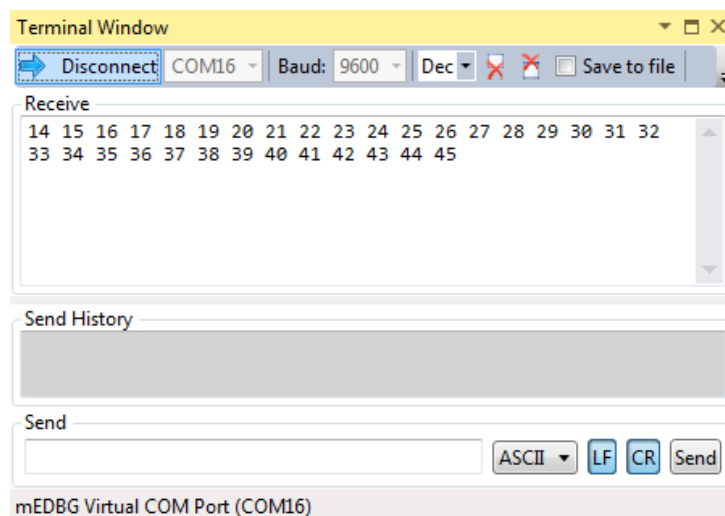 Terminal Window
Disconnect COM16 Baud: 9600 Dec Save to file
Receive
14 15 16 17 18 19 20 21 22 23 24 25 26 27 28 29 30 31 32
33 34 35 36 37 38 39 40 41 42 43 44 45
Send History
Send
ASCII LF CR Send
mEDBG Virtual COM Port (COM16)